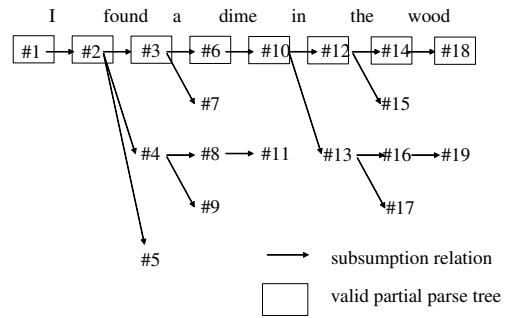 I found a dime in the wood
#1 #2 #3 #6 #10 #12 #14 #18
#7 #15
#4 #8 #11 #13 #16 #19
#9 #17
#5
subsumption relation
valid partial parse tree